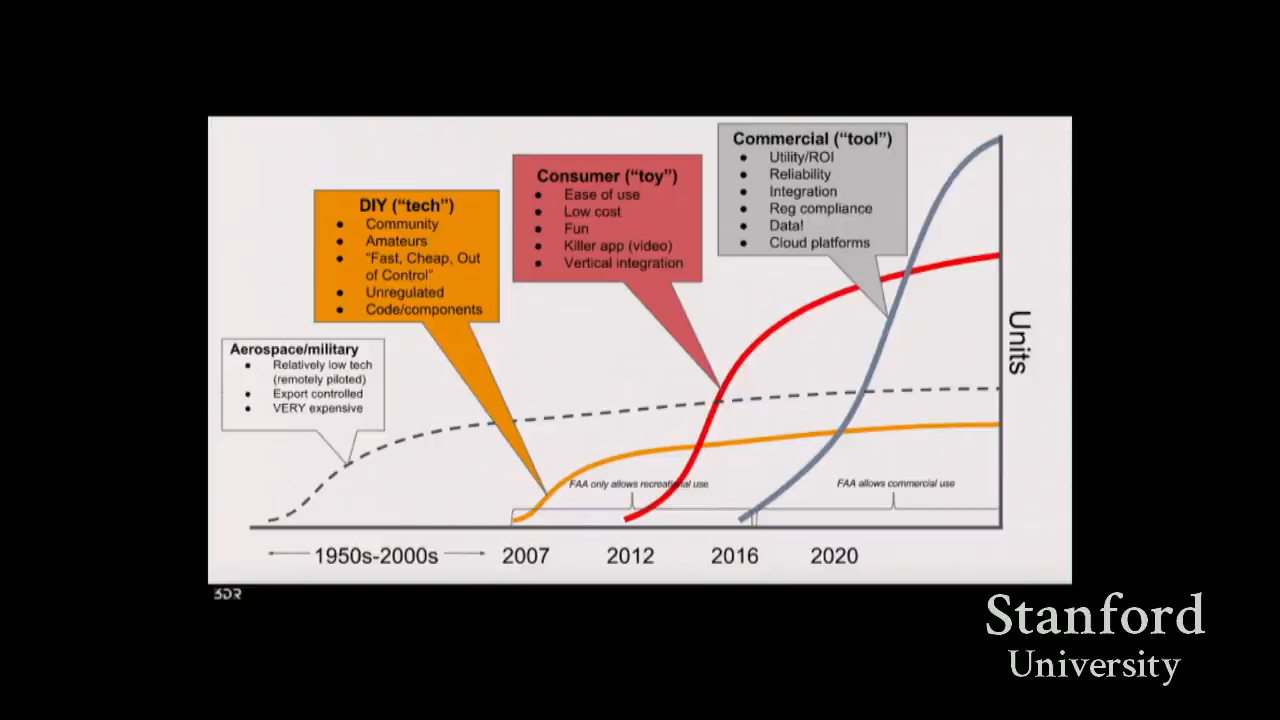 Commercial (“tool”)
Utility/ROI
Reliability
Integration
Reg compliance
Data!
Cloud platforms
Consumer (“toy”)
Ease of use
Low cost
Fun
Killer app (video)
Vertical integration
DIY (“tech”)
Community
Amateurs
“Fast, Cheap, Out
of Control”
Unregulated
Code/components
Aerospace/military
Relatively low tech
(remotely piloted)
Export controlled
VERY expensive
Units
FAA only allows recreational use
FAA allows commercial use
1950s-2000s
2007
2012
2016
2020
3DR
Stanford
University